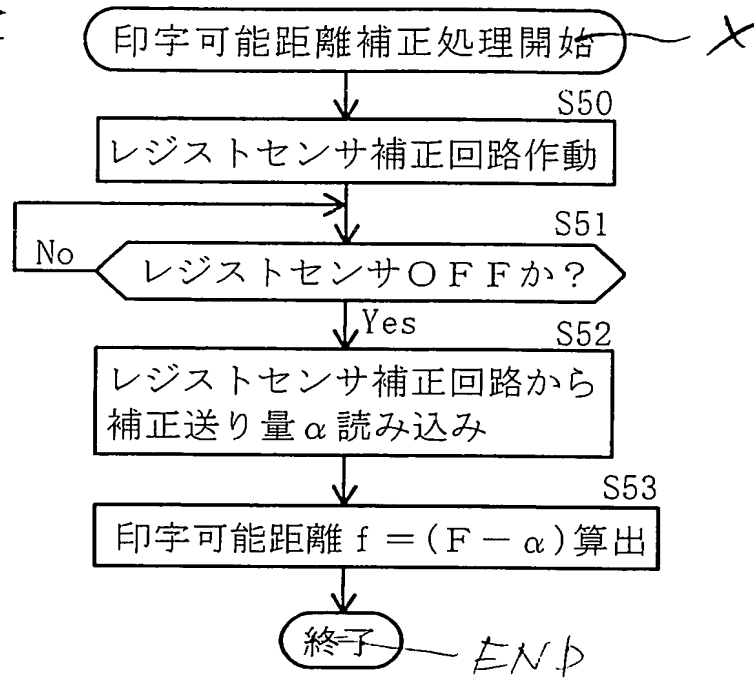 印字可能距離補正処理開始 X
S50
レジストセンサ補正回路作動
S51
No
レジストセンサOFFか?
Yes
S52
レジストセンサ補正回路から
補正送り量α読み込み
S53
印字可能距離f=(F-α)算出
終了 END